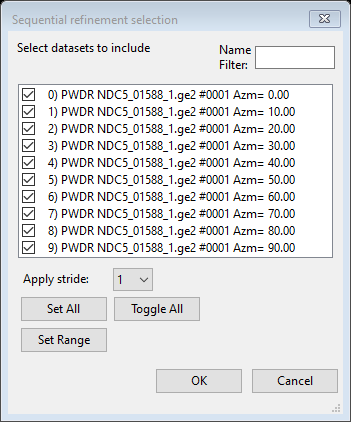 Sequential refinement selection
Select datasets to include
Name
Filter:
0) PWDR NDC5_01588_1.ge2 #0001 Azm= 0.00
1) PWDR NDC5_01588_1.ge2 #0001 Azm= 10.00
2) PWDR NDC5_01588_1.ge2 #0001 Azm= 20.00
3) PWDR NDC5_01588_1.ge2 #0001 Azm= 30.00
4) PWDR NDC5_01588_1.ge2 #0001 Azm= 40.00
5) PWDR NDC5_01588_1.ge2 #0001 Azm= 50.00
6) PWDR NDC5_01588_1.ge2 #0001 Azm= 60.00
7) PWDR NDC5_01588_1.ge2 #0001 Azm= 70.00
8) PWDR NDC5_01588_1.ge2 #0001 Azm= 80.00
9) PWDR NDC5_01588_1.ge2 #0001 Azm= 90.00
Apply stride: 1
Set All Toggle All
Set Range
OK Cancel